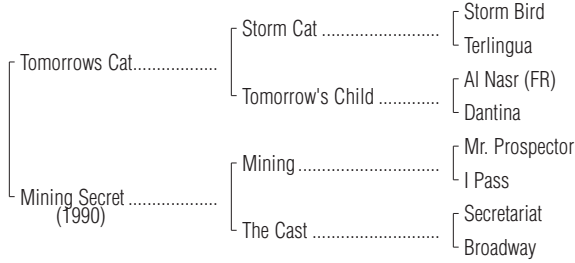 Storm Bird
Storm Cat ........................
Terlingua
Tomorrows Cat.................
Al Nasr (FR)
Tomorrow's Child .............
Dantina
Mr. Prospector
Mining.............................
I Pass
Mining Secret ..................
(1990)
Secretariat
The Cast ..........................
Broadway